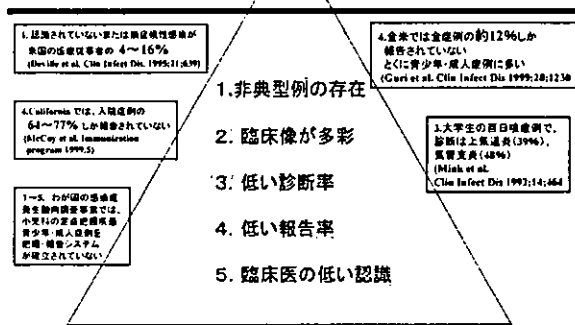 1. 認識されていないまたは無症候性感染が
米国の医療従事者の 4〜16%
(Deville et al. Clin Infect Dis 1995;21;639)
4.California では、入院症例の
64〜77% しか報告されていない
(McCoy et al. Immunization
program 1999.5)
1〜5. わが国の感染症
発生動向調査事業では、
小児科の定点把握疾患
青少年・成人症例を
把握・報告システム
が確立されていない
1.非典型例の存在
2. 臨床像が多彩
3. 低い診断率
4. 低い報告率
5. 臨床医の低い認識
4.全米では全症例の約12%しか
報告されていない
とくに青少年・成人症例に多い
(Guri et al. Clin Infect Dis 1999;28;1230
3.大学生の百日咳症例で、
診断は上気道炎(39%)、
気管支炎(48%)
(Mink et al.
Clin Infect Dis 1992;14;464